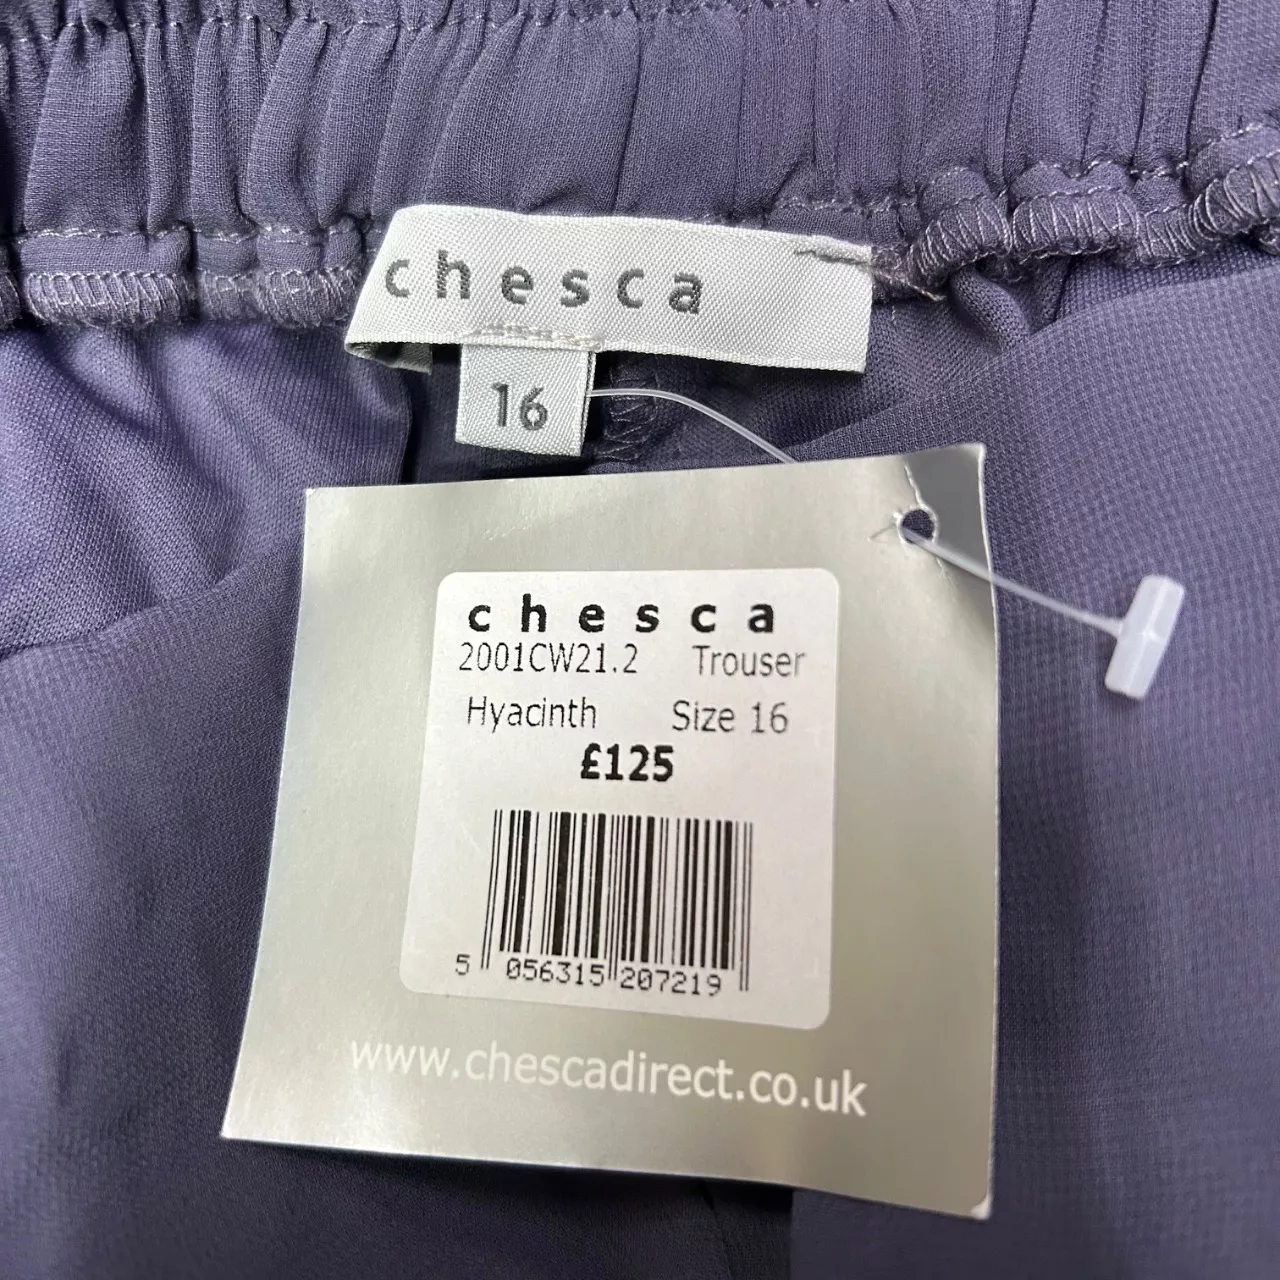 chesca
16
chesca
2001CW21.2 Trouser
Hyacinth Size 16
£125
5 056315 207219
www.chescadirect.co.uk